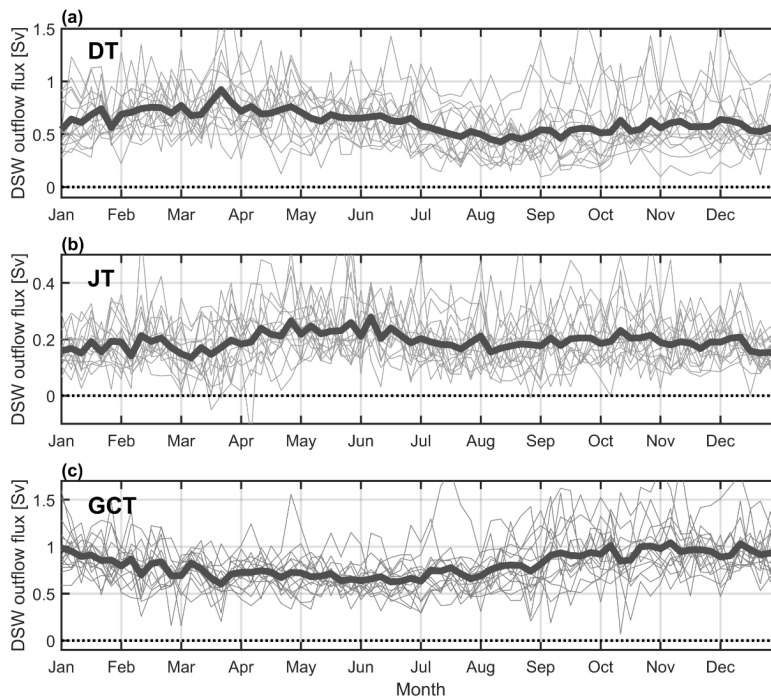 (a)
DT
DSW outflow flux [Sv]
1.5
1
0.5
0
Jan Feb Mar Apr May Jun Jul Aug Sep Oct Nov Dec
(b)
JT
DSW outflow flux [Sv]
0.4
0.2
0
Jan Feb Mar Apr May Jun Jul Aug Sep Oct Nov Dec
(c)
GCT
DSW outflow flux [Sv]
1.5
1
0.5
0
Jan Feb Mar Apr May Jun Jul Aug Sep Oct Nov Dec
Month